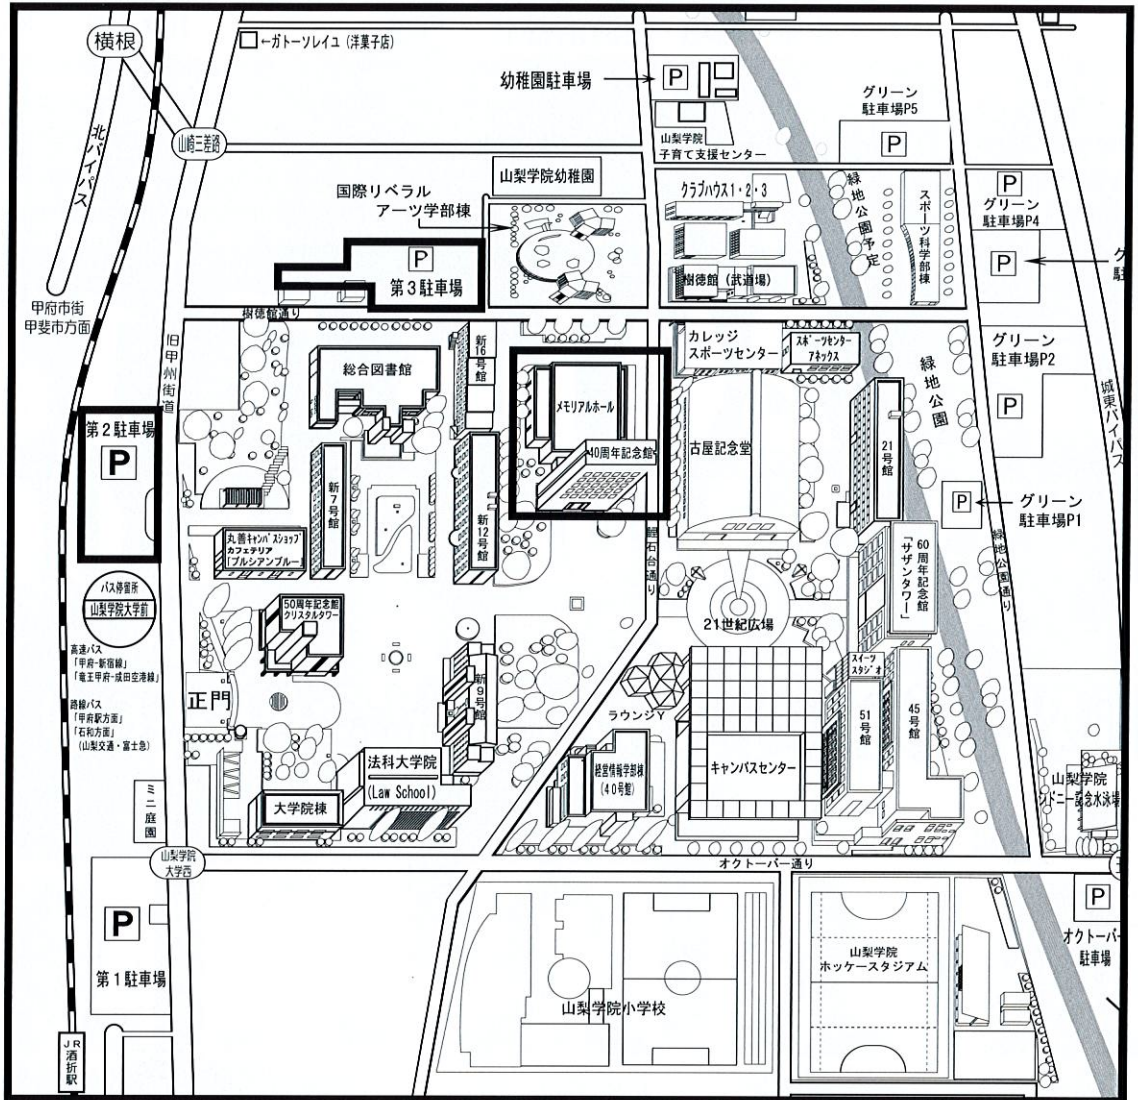 横根
←ガトーソレイユ (洋菓子店)
山崎三差路
北バイパス
幼稚園駐車場
P
山梨学院
子育て支援センター
グリーン
駐車場P5
P
山梨学院幼稚園
国際リベラル
アーツ学部棟
クラブハウス1・2・3
緑地公園予定
スポーツ科学部棟
P
グリーン
駐車場P4
P
P
第3駐車場
樹徳館 (武道場)
甲府市街
甲斐市方面
旧甲州街道
樹徳館通り
総合図書館
新16号館
メモリアルホール
40周年記念館
カレッジ
スポーツセンター
スポーツセンター
アネックス
緑地公園
グリーン
駐車場P2
P
城東バイパス
第2駐車場
P
新7号館
新12号館
古屋記念堂
21号館
P
グリーン
駐車場P1
丸善キャンパスショップ
カフェテリア
「プルシアンブルー」
緑地公園通り
60周年記念館
「サザンタワー」
バス停留所
山梨学院大学前
高速バス
「甲府-新宿線」
「竜王甲府-成田空港線」
路線バス
「甲府駅方面」
「石和方面」
(山梨交通・富士急)
50周年記念館
クリスタルタワー
21世紀広場
正門
新9号館
ラウンジY
スイーツ
スタジオ
51号館
45号館
法科大学院
(Law School)
大学院棟
経営情報学部棟
(40号館)
キャンパスセンター
山梨学院
シドニー記念水泳場
ミニ庭園
山梨学院
大学西
オクトーバー通り
P
第1駐車場
山梨学院小学校
山梨学院
ホッケースタジアム
P
オクトーバー
駐車場
JR酒折駅